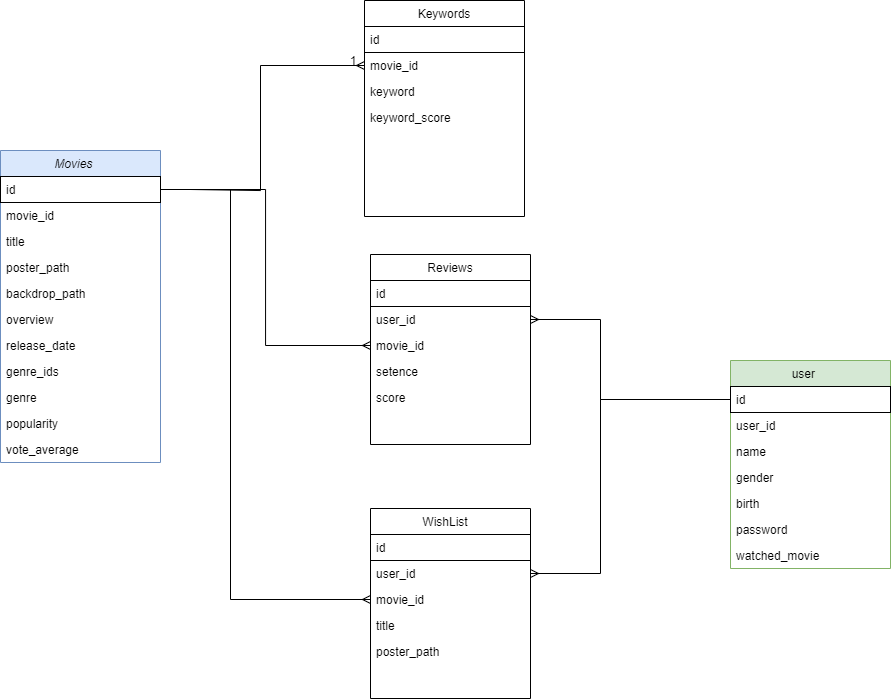 Keywords
id
1
movie_id
keyword
keyword_score
Movies
id
movie_id
title
poster_path
backdrop_path
overview
release_date
genre_ids
genre
popularity
vote_average
Reviews
id
user_id
movie_id
setence
score
user
id
user_id
name
gender
birth
password
watched_movie
WishList
id
user_id
movie_id
title
poster_path